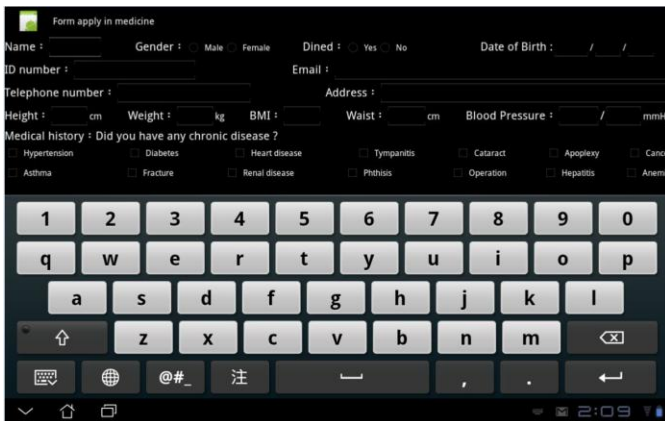 Form apply in medicine
Name : Gender : Male Female Dined : Yes No Date of Birth : / /
ID number : Email :
Telephone number : Address :
Height : cm Weight : kg BMI : Waist : cm Blood Pressure : / mmH
Medical history : Did you have any chronic disease ?
Hypertension Diabetes Heart disease Tympanitis Cataract Apoplexy Canc
Asthma Fracture Renal disease Phthisis Operation Hepatitis Anem
1 2 3 4 5 6 7 8 9 0
q w e r t y u i o p
a s d f g h j k l
z x c v b n m
@#_ 注 , .
2:09